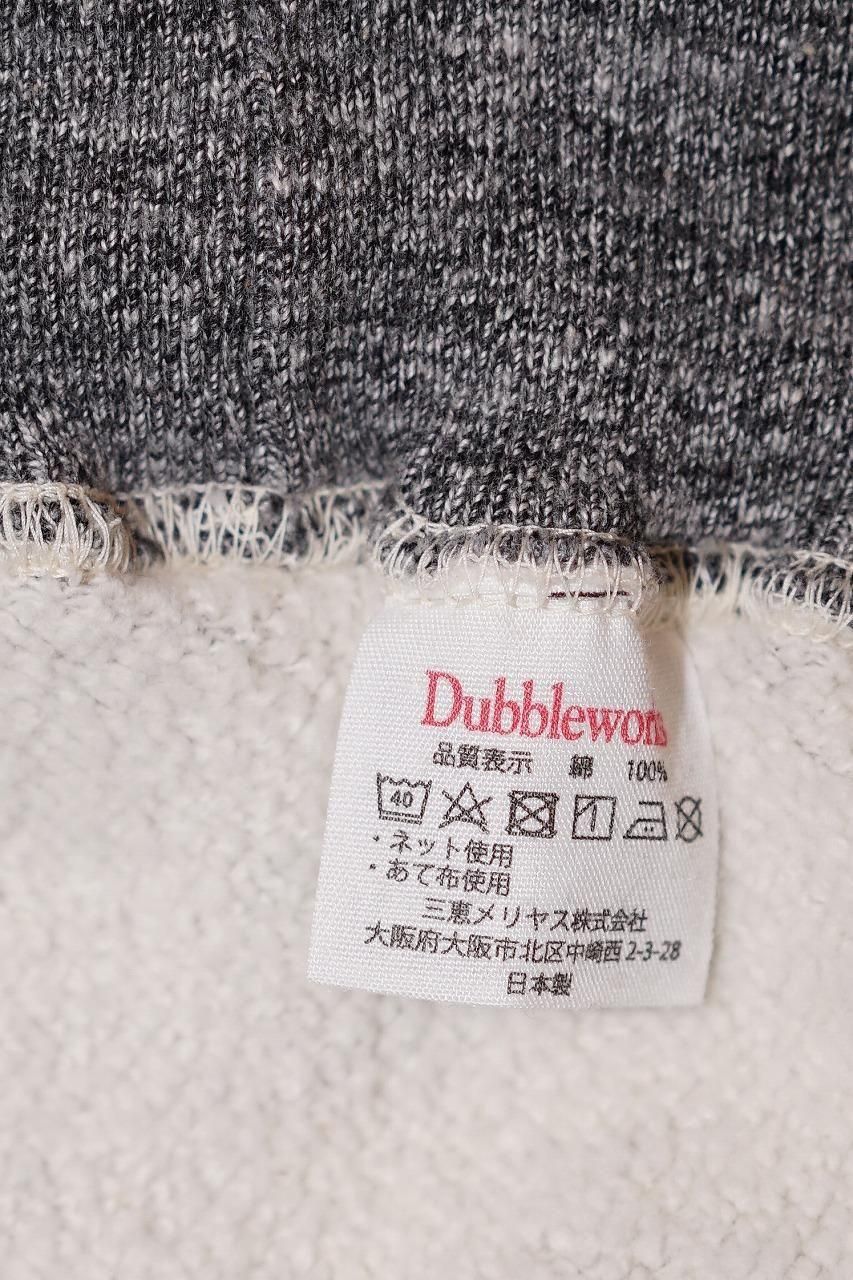 Dubbleworks
品質表示 綿 100%
40
・ネット使用
・あて布使用
三恵メリヤス株式会社
大阪府大阪市北区中崎西2-3-28
日本製